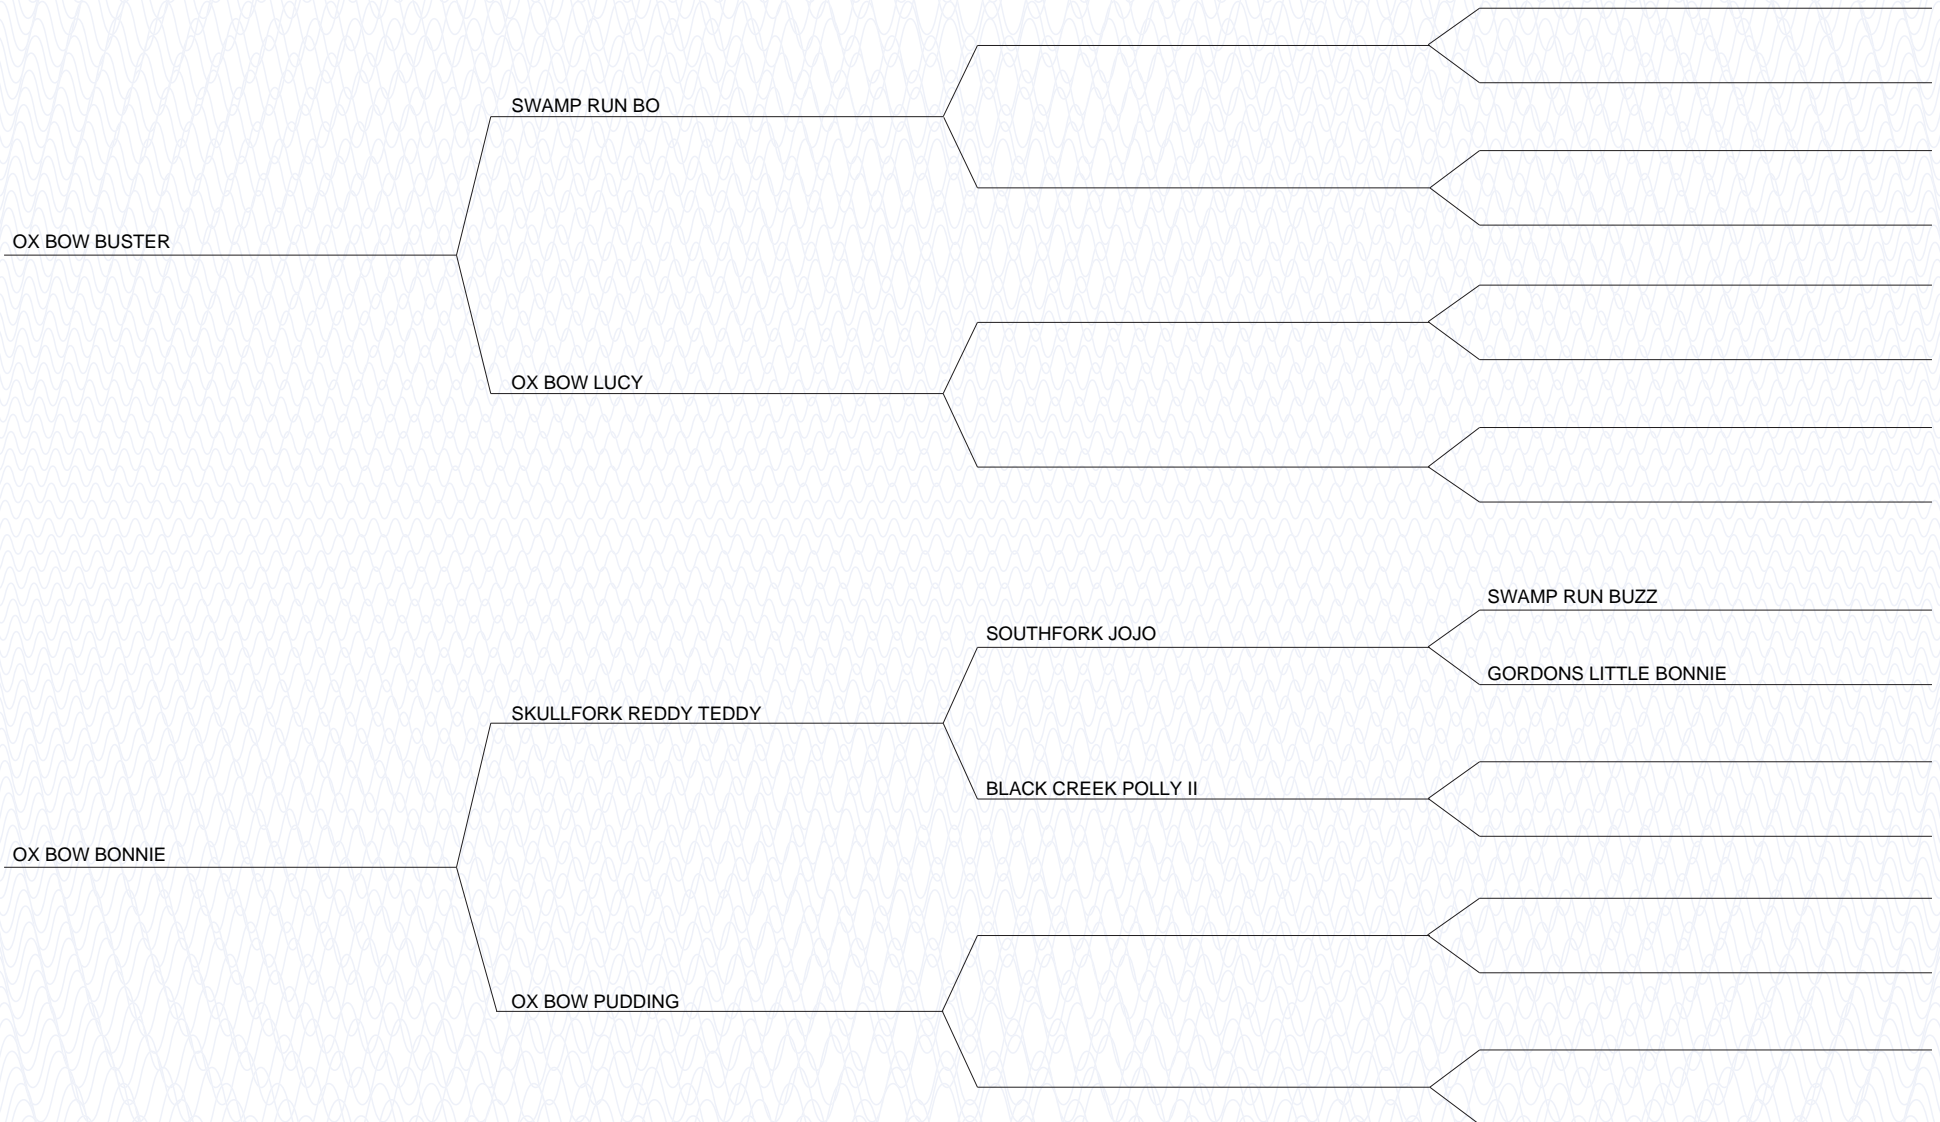 SWAMP RUN BO
OX BOW BUSTER
OX BOW LUCY
SWAMP RUN BUZZ
SOUTHFORK JOJO
GORDONS LITTLE BONNIE
SKULLFORK REDDY TEDDY
BLACK CREEK POLLY II
OX BOW BONNIE
OX BOW PUDDING